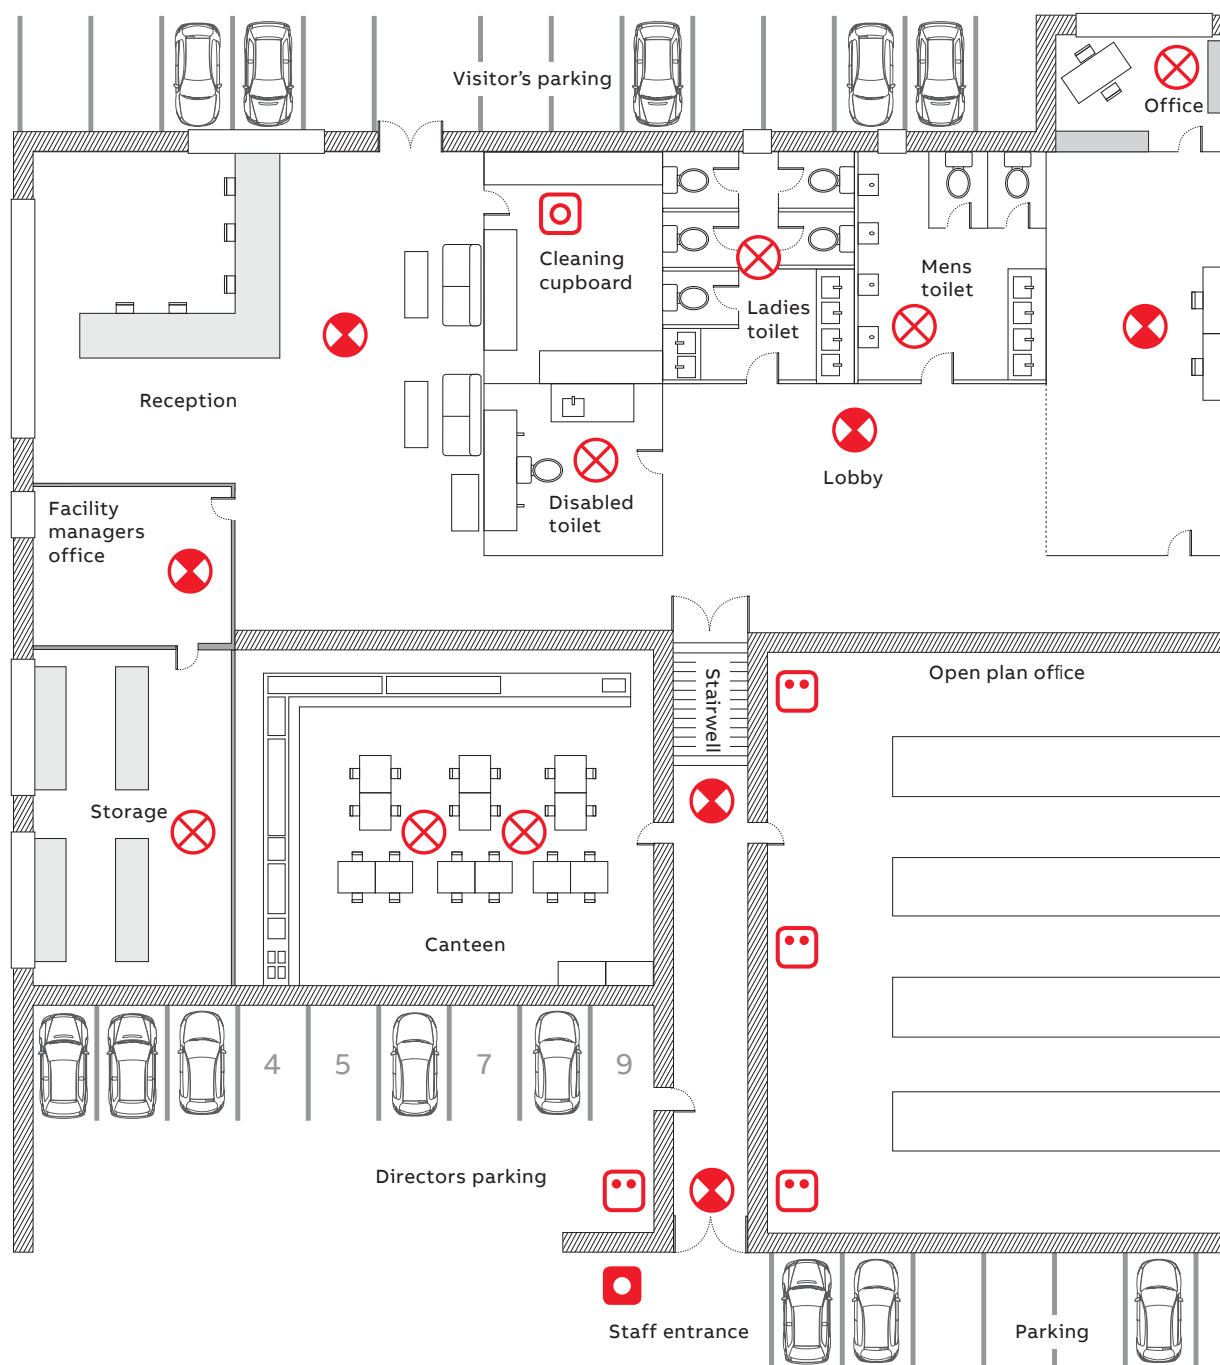 Visitor's parking
Office
Cleaning
cupboard
Ladies
toilet
Mens
toilet
Reception
Lobby
Facility
managers
office
Disabled
toilet
Stairwell
Open plan office
Storage
Canteen
4
5
7
9
Directors parking
Staff entrance
Parking